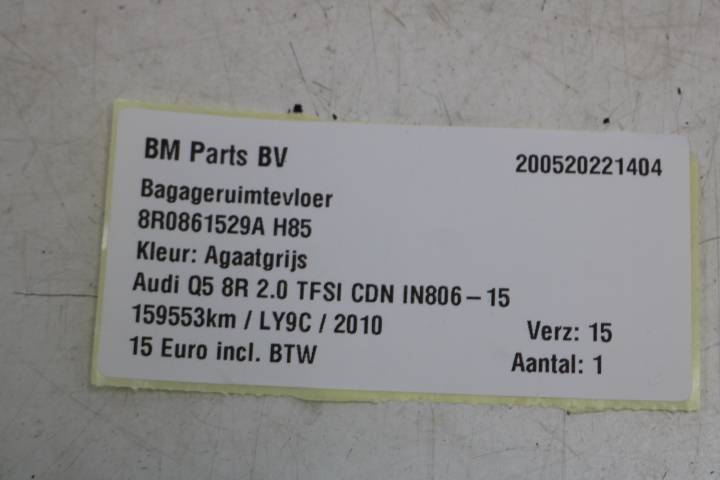 BM Parts BV 200520221404
Bagageruimtevloer
8R0861529A H85
Kleur: Agaatgrijs
Audi Q5 8R 2.0 TFSI CDN IN806-15
159553km / LY9C / 2010 Verz: 15
15 Euro incl. BTW Aantal: 1